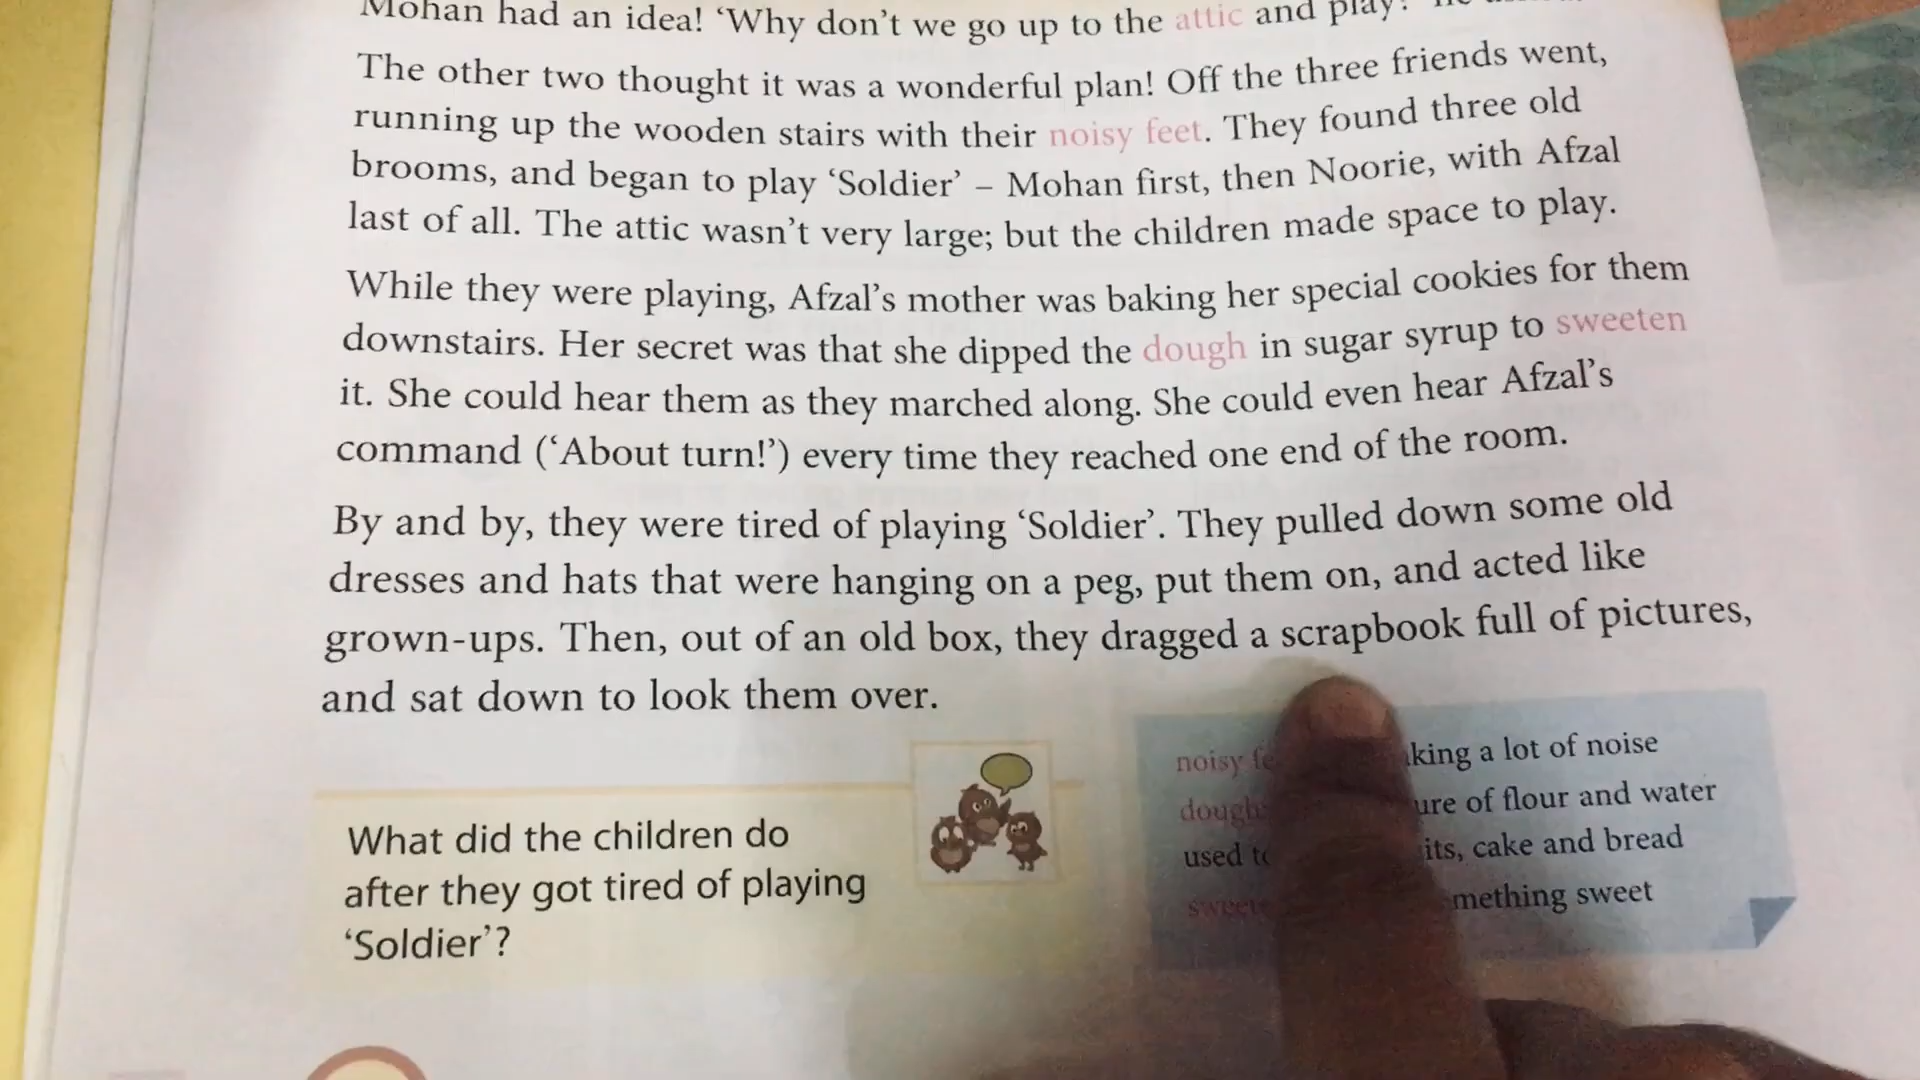 Mohan had an idea! ‘Why don’t we go up to the attic and play?
The other two thought it was a wonderful plan! Off the three friends went,
running up the wooden stairs with their noisy feet. They found three old
brooms, and began to play ‘Soldier’ – Mohan first, then Noorie, with Afzal
last of all. The attic wasn’t very large; but the children made space to play.
While they were playing, Afzal’s mother was baking her special cookies for them
downstairs. Her secret was that she dipped the dough in sugar syrup to sweeten
it. She could hear them as they marched along. She could even hear Afzal’s
command (‘About turn!’) every time they reached one end of the room.
By and by, they were tired of playing ‘Soldier’. They pulled down some old
dresses and hats that were hanging on a peg, put them on, and acted like
grown-ups. Then, out of an old box, they dragged a scrapbook full of pictures,
and sat down to look them over.
What did the children do
after they got tired of playing
‘Soldier’?
noisy a lot of noise
dough of flour and water
used cake and bread
sweet